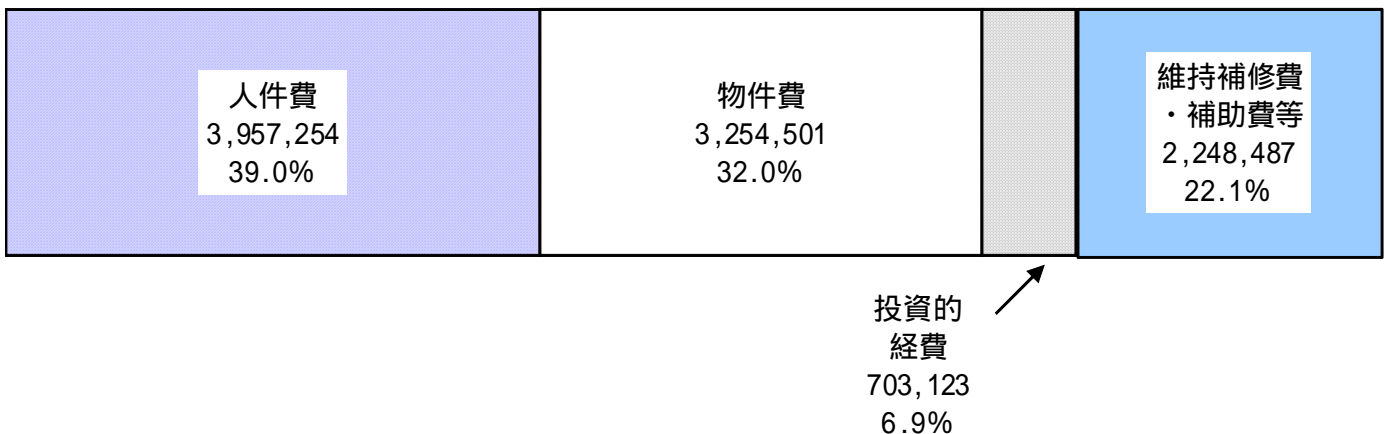 人件費
3,957,254
39.0%
物件費
3,254,501
32.0%
維持補修費
・補助費等
2,248,487
22.1%
投資的
経費
703,123
6.9%